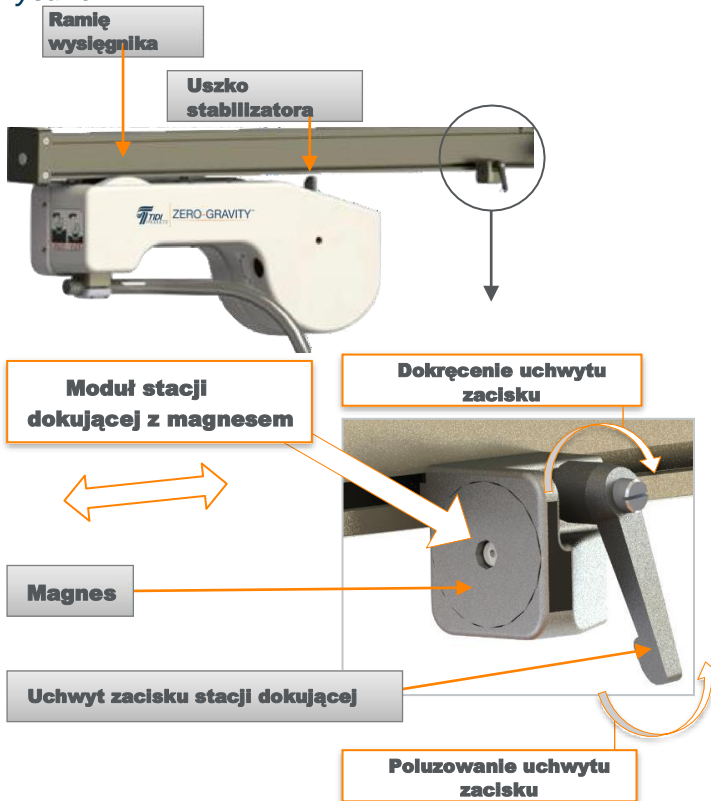 Ramię
wysięgnika
Uszko
stabilizatora
TIDI
ZERO-GRAVITY™
Moduł stacji
dokującej z magnesem
Dokręcenie uchwytu
zacisku
Magnes
Uchwyt zacisku stacji dokującej
Poluzowanie uchwytu
zacisku